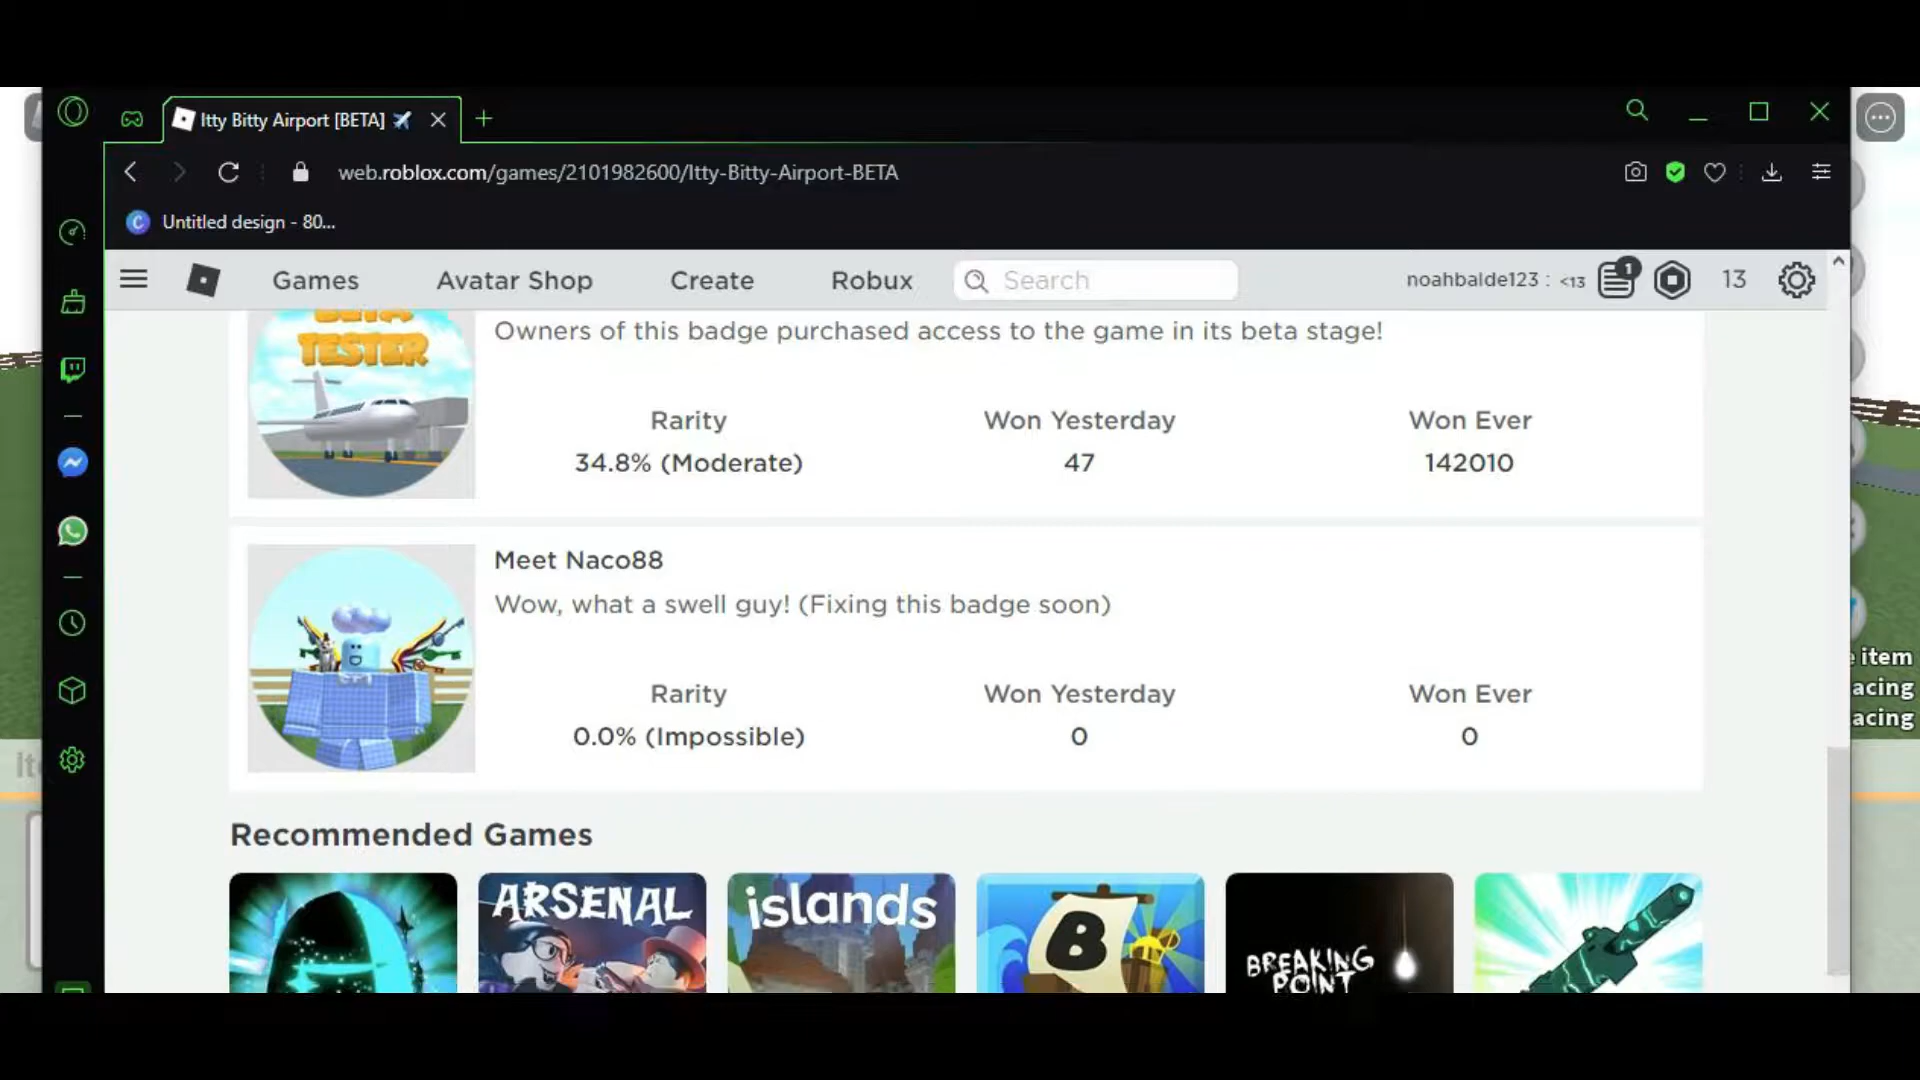 Itty Bitty Airport [BETA]
web.roblox.com/games/2101982600/Itty-Bitty-Airport-BETA
Untitled design - 80...
Games
Avatar Shop
Create
Robux
Search
noahbalde123 : <13
1
13
BETA
TESTER
Owners of this badge purchased access to the game in its beta stage!
Rarity
Won Yesterday
Won Ever
34.8% (Moderate)
47
142010
Meet Naco88
Wow, what a swell guy! (Fixing this badge soon)
Rarity
Won Yesterday
Won Ever
0.0% (Impossible)
0
0
item
acing
acing
Recommended Games
ARSENAL
islands
B
BREAKING
POINT